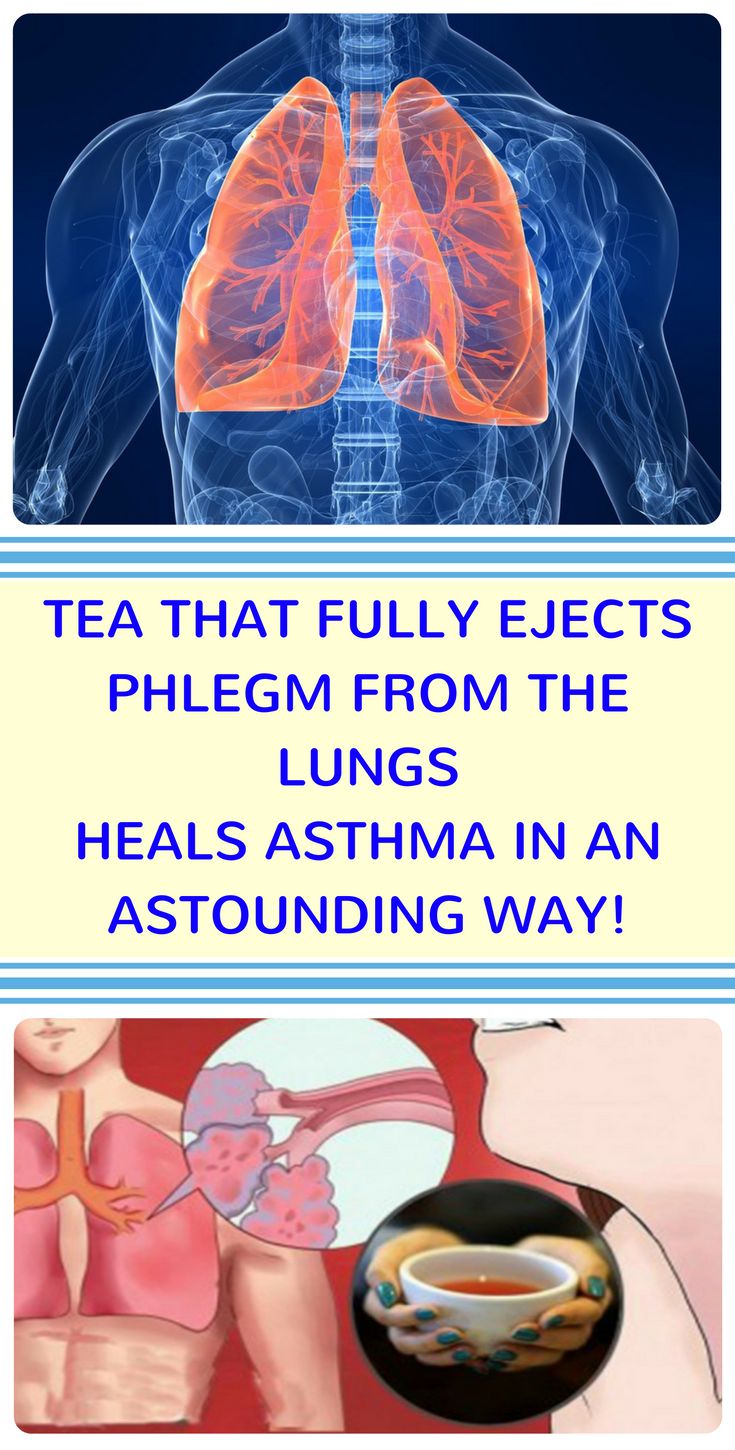 TEA THAT FULLY EJECTS
PHLEGM FROM THE
LUNGS
HEALS ASTHMA IN AN
ASTOUNDING WAY!